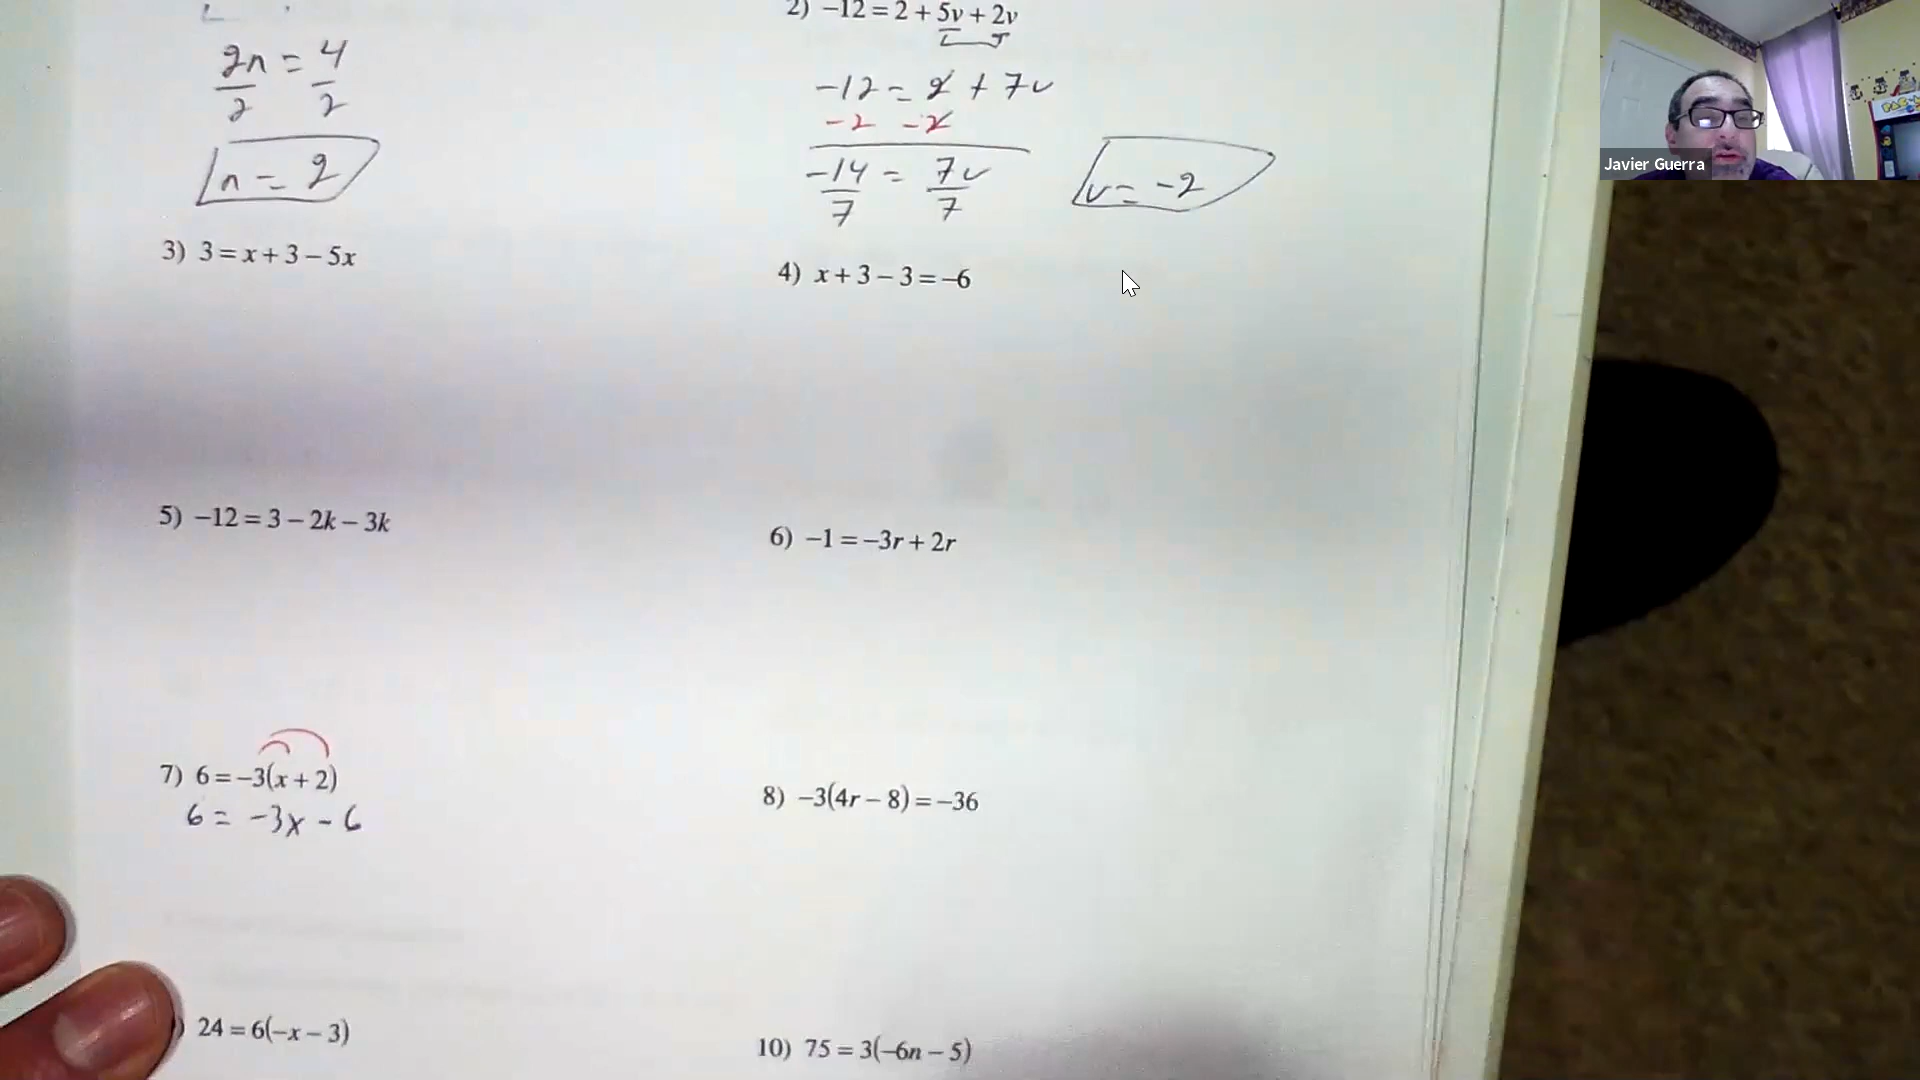 2n = 4
2 2
n = 2
2) -12 = 2 + 5v + 2v
-12 = 2 + 7v
-2 -2
-14 = 7v
7 7
v = -2
3) 3 = x + 3 – 5x
4) x + 3 – 3 = –6
5) –12 = 3 – 2k – 3k
6) –1 = –3r + 2r
7) 6 = –3(x + 2)
6 = -3x - 6
8) –3(4r – 8) = –36
) 24 = 6(–x – 3)
10) 75 = 3(–6n – 5)
Javier Guerra